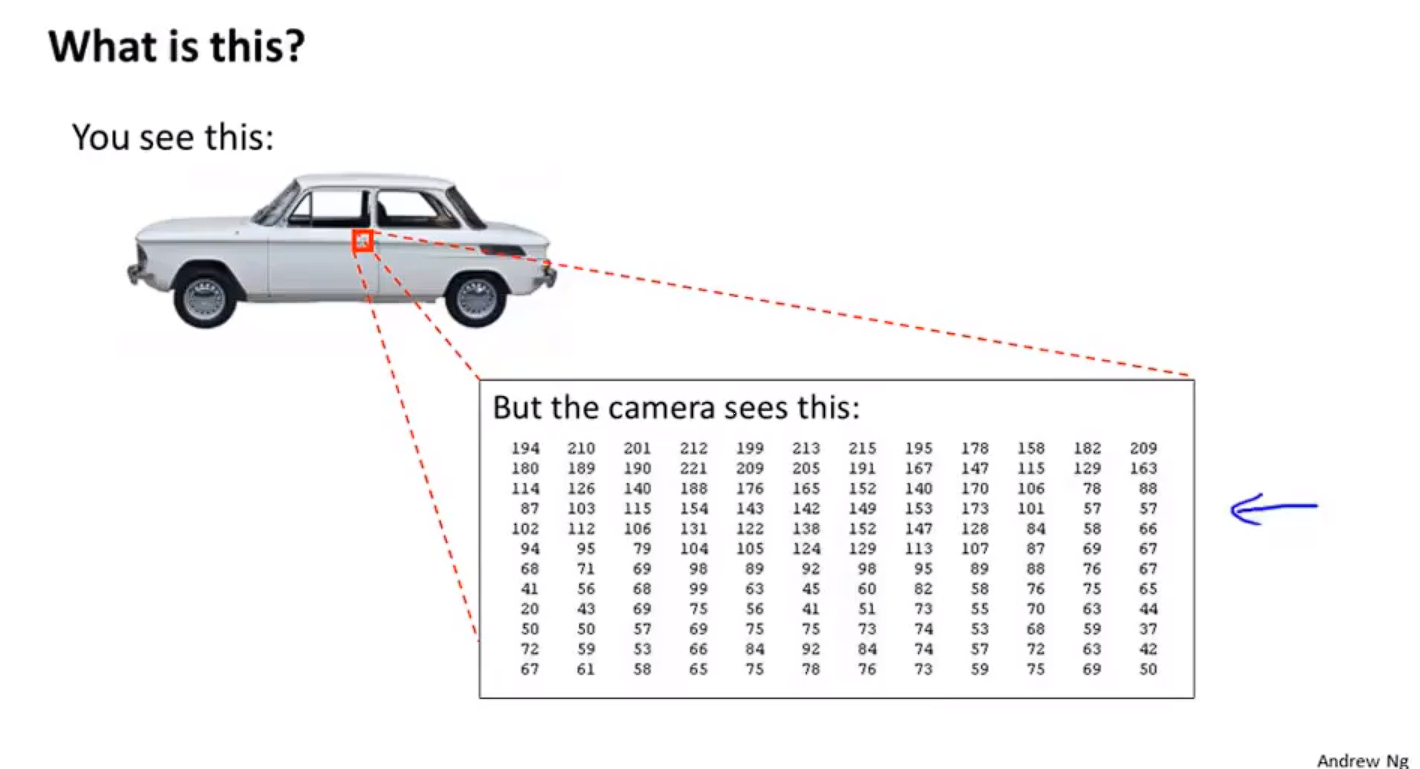 What is this?
You see this:
But the camera sees this:
194 210 201 212 199 213 215 195 178 158 182 209
180 189 190 221 209 205 191 167 147 115 129 163
114 126 140 188 176 165 152 140 170 106 78 88
87 103 115 154 143 142 149 153 173 101 57 57
102 112 106 131 122 138 152 147 128 84 58 66
94 95 79 104 105 124 129 113 107 87 69 67
68 71 69 98 89 92 98 95 89 88 76 67
41 56 68 99 63 45 60 82 58 76 75 65
20 43 69 75 56 41 51 73 55 70 63 44
50 50 57 69 75 75 73 74 53 68 59 37
72 59 53 66 84 92 84 74 57 72 63 42
67 61 58 65 75 78 76 73 59 75 69 50
Andrew Ng